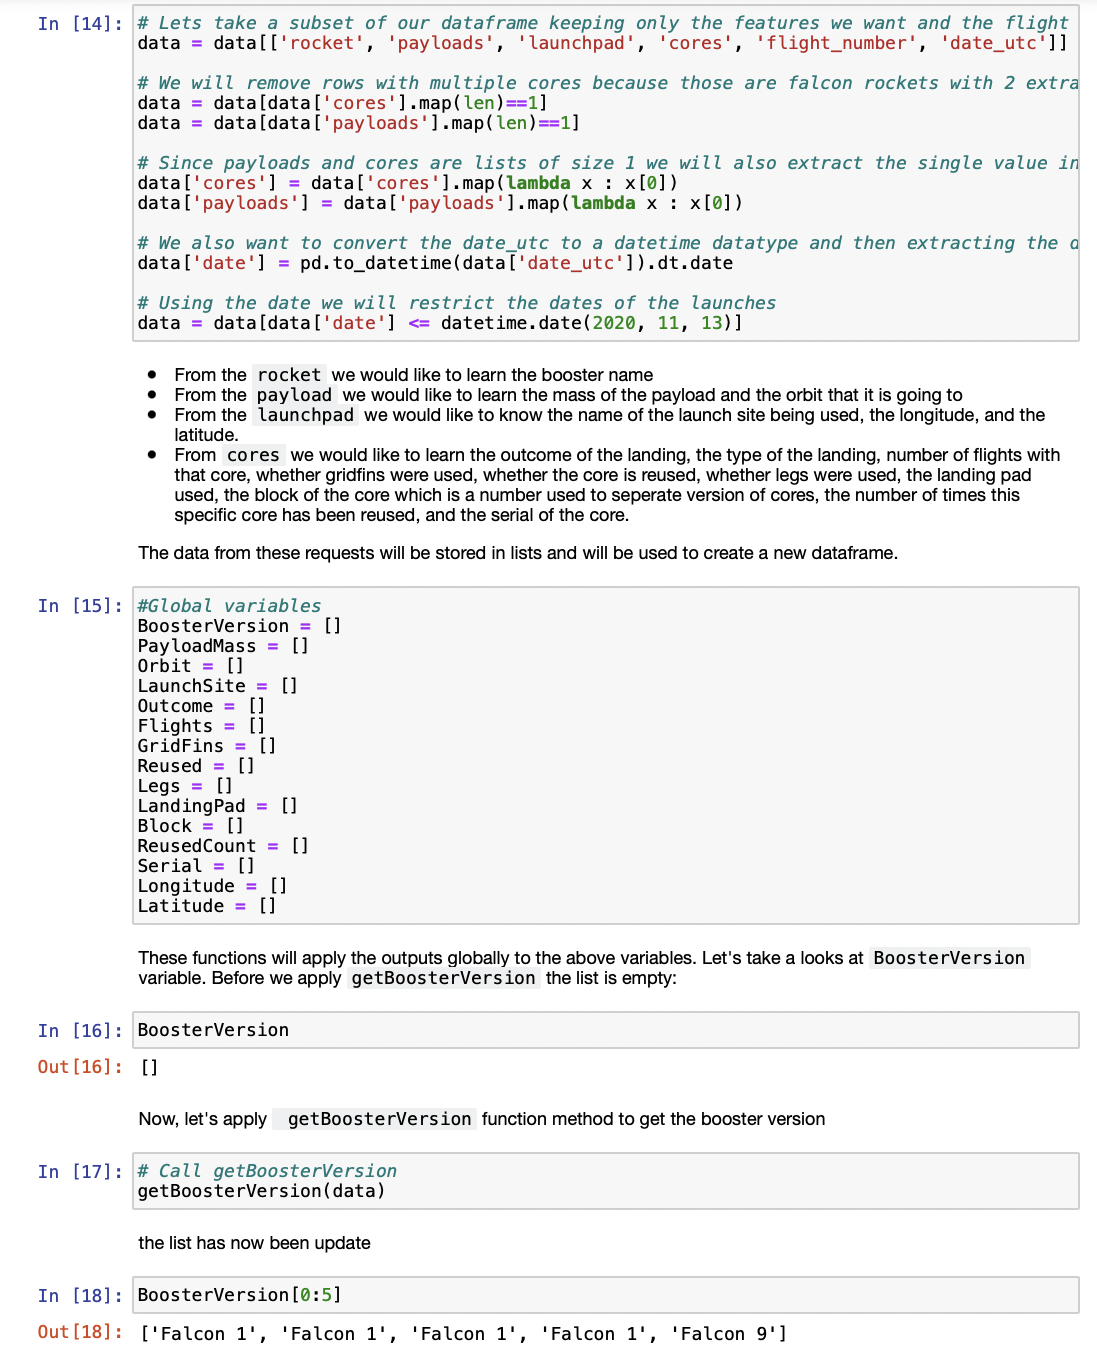 In [14]: # Lets take a subset of our dataframe keeping only the features we want and the flight
data = data[['rocket', 'payloads', 'launchpad', 'cores', 'flight_number', 'date_utc']]
# We will remove rows with multiple cores because those are falcon rockets with 2 extra
data = data[data['cores'].map(len)==1]
data = data[data['payloads'].map(len)==1]
# Since payloads and cores are lists of size 1 we will also extract the single value in
data['cores'] = data['cores'].map(lambda x : x[0])
data['payloads'] = data['payloads'].map(lambda x : x[0])
# We also want to convert the date_utc to a datetime datatype and then extracting the d
data['date'] = pd.to_datetime(data['date_utc']).dt.date
# Using the date we will restrict the dates of the launches
data = data[data['date'] <= datetime.date(2020, 11, 13)]
• From the rocket we would like to learn the booster name
• From the payload we would like to learn the mass of the payload and the orbit that it is going to
• From the launchpad we would like to know the name of the launch site being used, the longitude, and the
latitude.
• From cores we would like to learn the outcome of the landing, the type of the landing, number of flights with
that core, whether gridfins were used, whether the core is reused, whether legs were used, the landing pad
used, the block of the core which is a number used to seperate version of cores, the number of times this
specific core has been reused, and the serial of the core.
The data from these requests will be stored in lists and will be used to create a new dataframe.
In [15]: #Global variables
BoosterVersion = []
PayloadMass = []
Orbit = []
LaunchSite = []
Outcome = []
Flights = []
GridFins = []
Reused = []
Legs = []
LandingPad = []
Block = []
ReusedCount = []
Serial = []
Longitude = []
Latitude = []
These functions will apply the outputs globally to the above variables. Let's take a looks at BoosterVersion
variable. Before we apply getBoosterVersion the list is empty:
In [16]: BoosterVersion
Out[16]: []
Now, let's apply getBoosterVersion function method to get the booster version
In [17]: # Call getBoosterVersion
getBoosterVersion(data)
the list has now been update
In [18]: BoosterVersion[0:5]
Out[18]: ['Falcon 1', 'Falcon 1', 'Falcon 1', 'Falcon 1', 'Falcon 9']